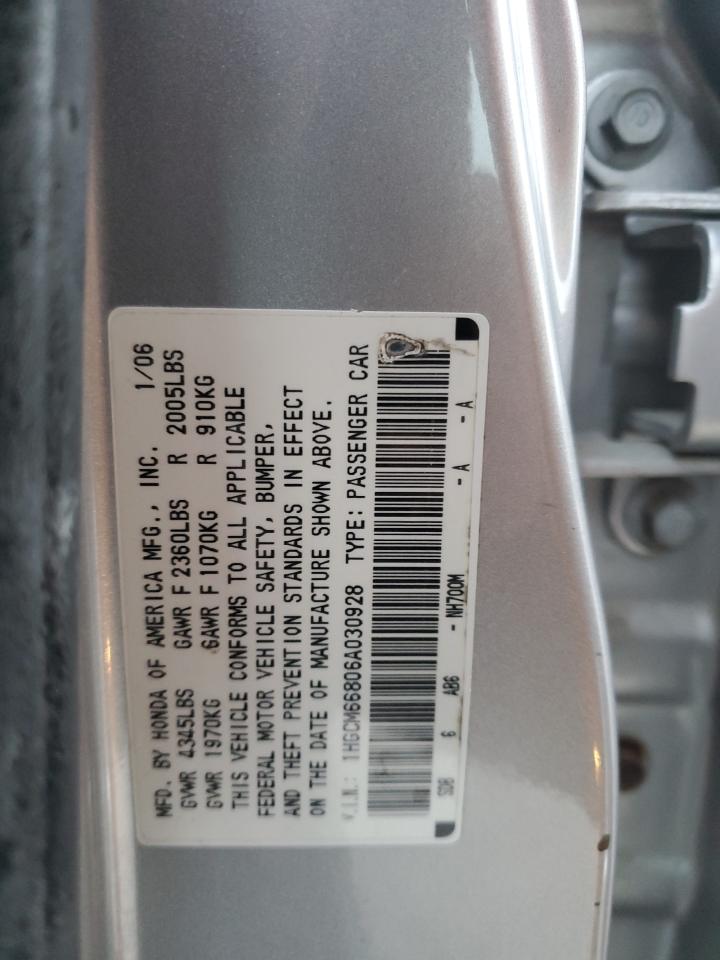 MFD. BY HONDA OF AMERICA MFG., INC. 1/06
GVWR 4345LBS GAWR F 2360LBS R 2005LBS
GVWR 1970KG GAWR F 1070KG R 910KG
THIS VEHICLE CONFORMS TO ALL APPLICABLE
FEDERAL MOTOR VEHICLE SAFETY, BUMPER,
AND THEFT PREVENTION STANDARDS IN EFFECT
ON THE DATE OF MANUFACTURE SHOWN ABOVE.
V.I.N.: 1HGCM66806A030928 TYPE: PASSENGER CAR
SDB 6 AB6 - NH700M - A - A